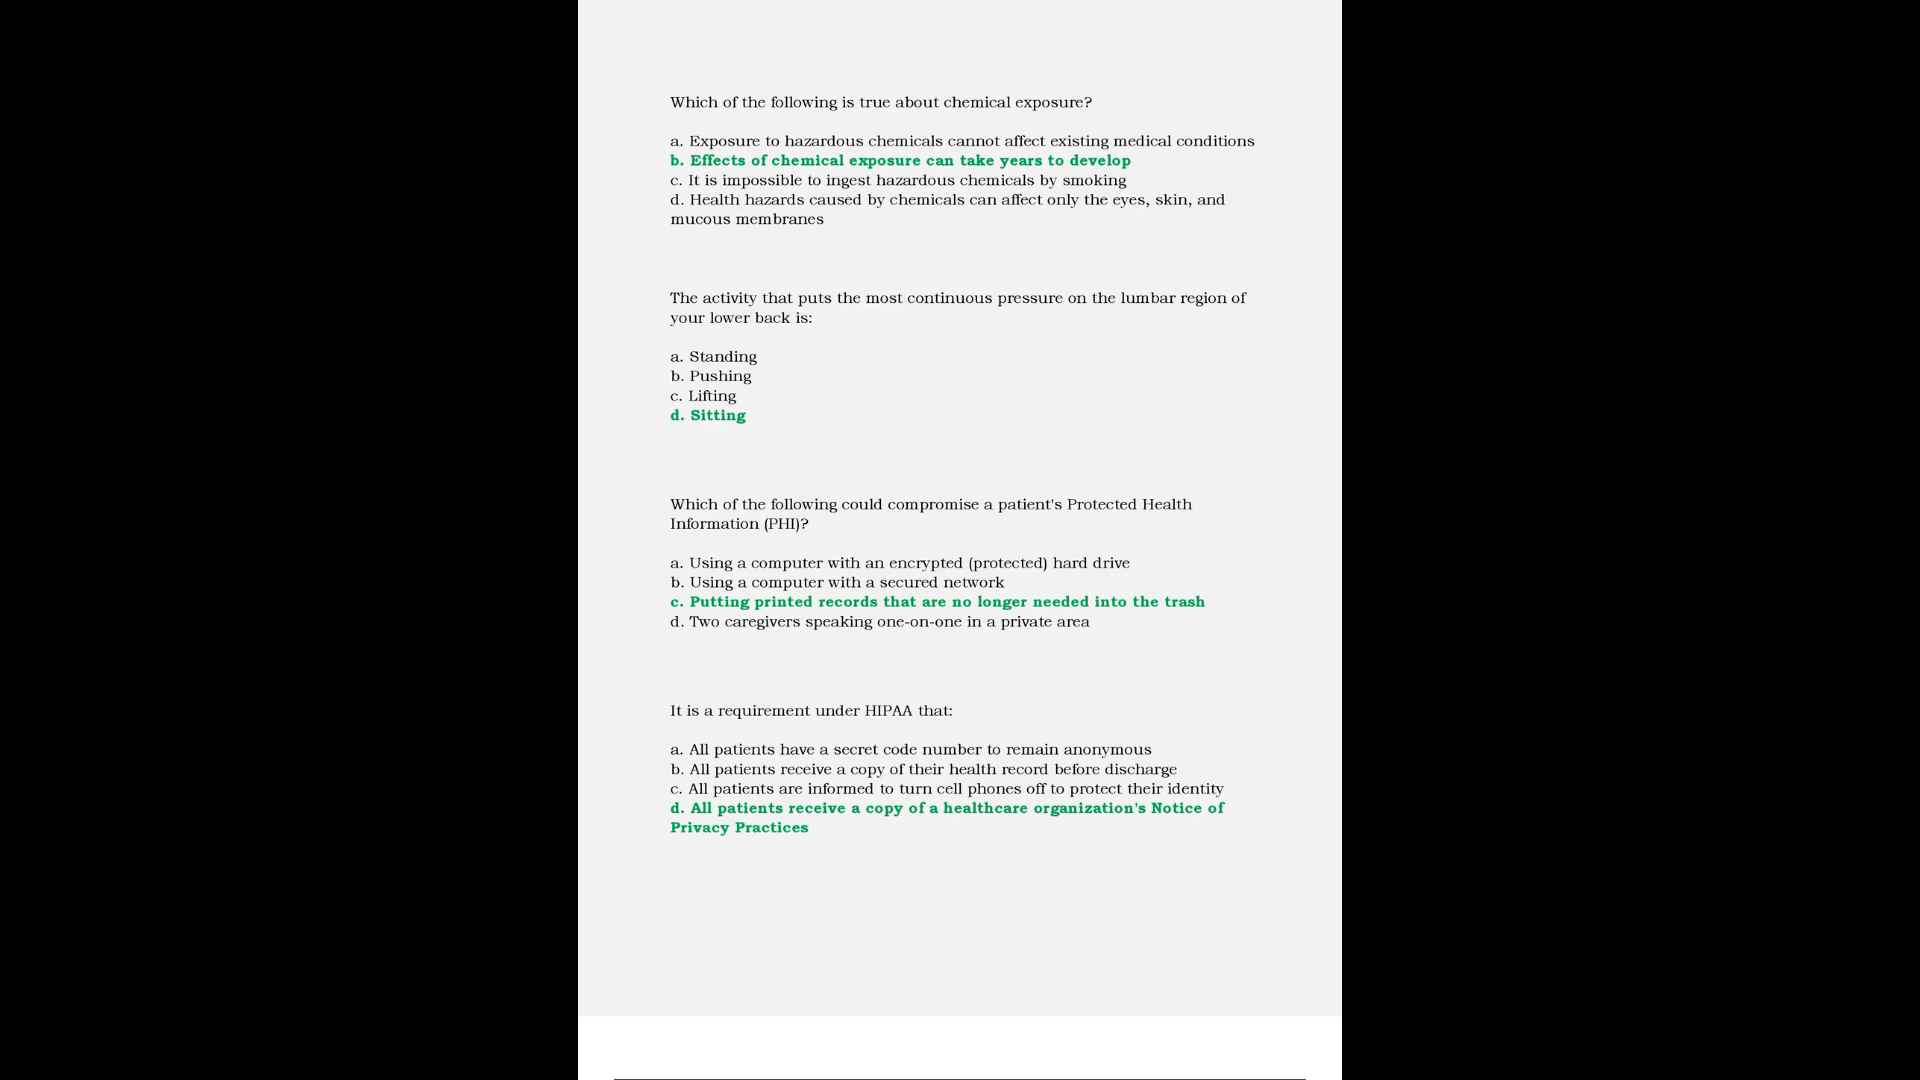 Which of the following is true about chemical exposure?
a. Exposure to hazardous chemicals cannot affect existing medical conditions
b. Effects of chemical exposure can take years to develop
c. It is impossible to ingest hazardous chemicals by smoking
d. Health hazards caused by chemicals can affect only the eyes, skin, and
mucous membranes
The activity that puts the most continuous pressure on the lumbar region of
your lower back is:
a. Standing
b. Pushing
c. Lifting
d. Sitting
Which of the following could compromise a patient's Protected Health
Information (PHI)?
a. Using a computer with an encrypted (protected) hard drive
b. Using a computer with a secured network
c. Putting printed records that are no longer needed into the trash
d. Two caregivers speaking one-on-one in a private area
It is a requirement under HIPAA that:
a. All patients have a secret code number to remain anonymous
b. All patients receive a copy of their health record before discharge
c. All patients are informed to turn cell phones off to protect their identity
d. All patients receive a copy of a healthcare organization's Notice of
Privacy Practices